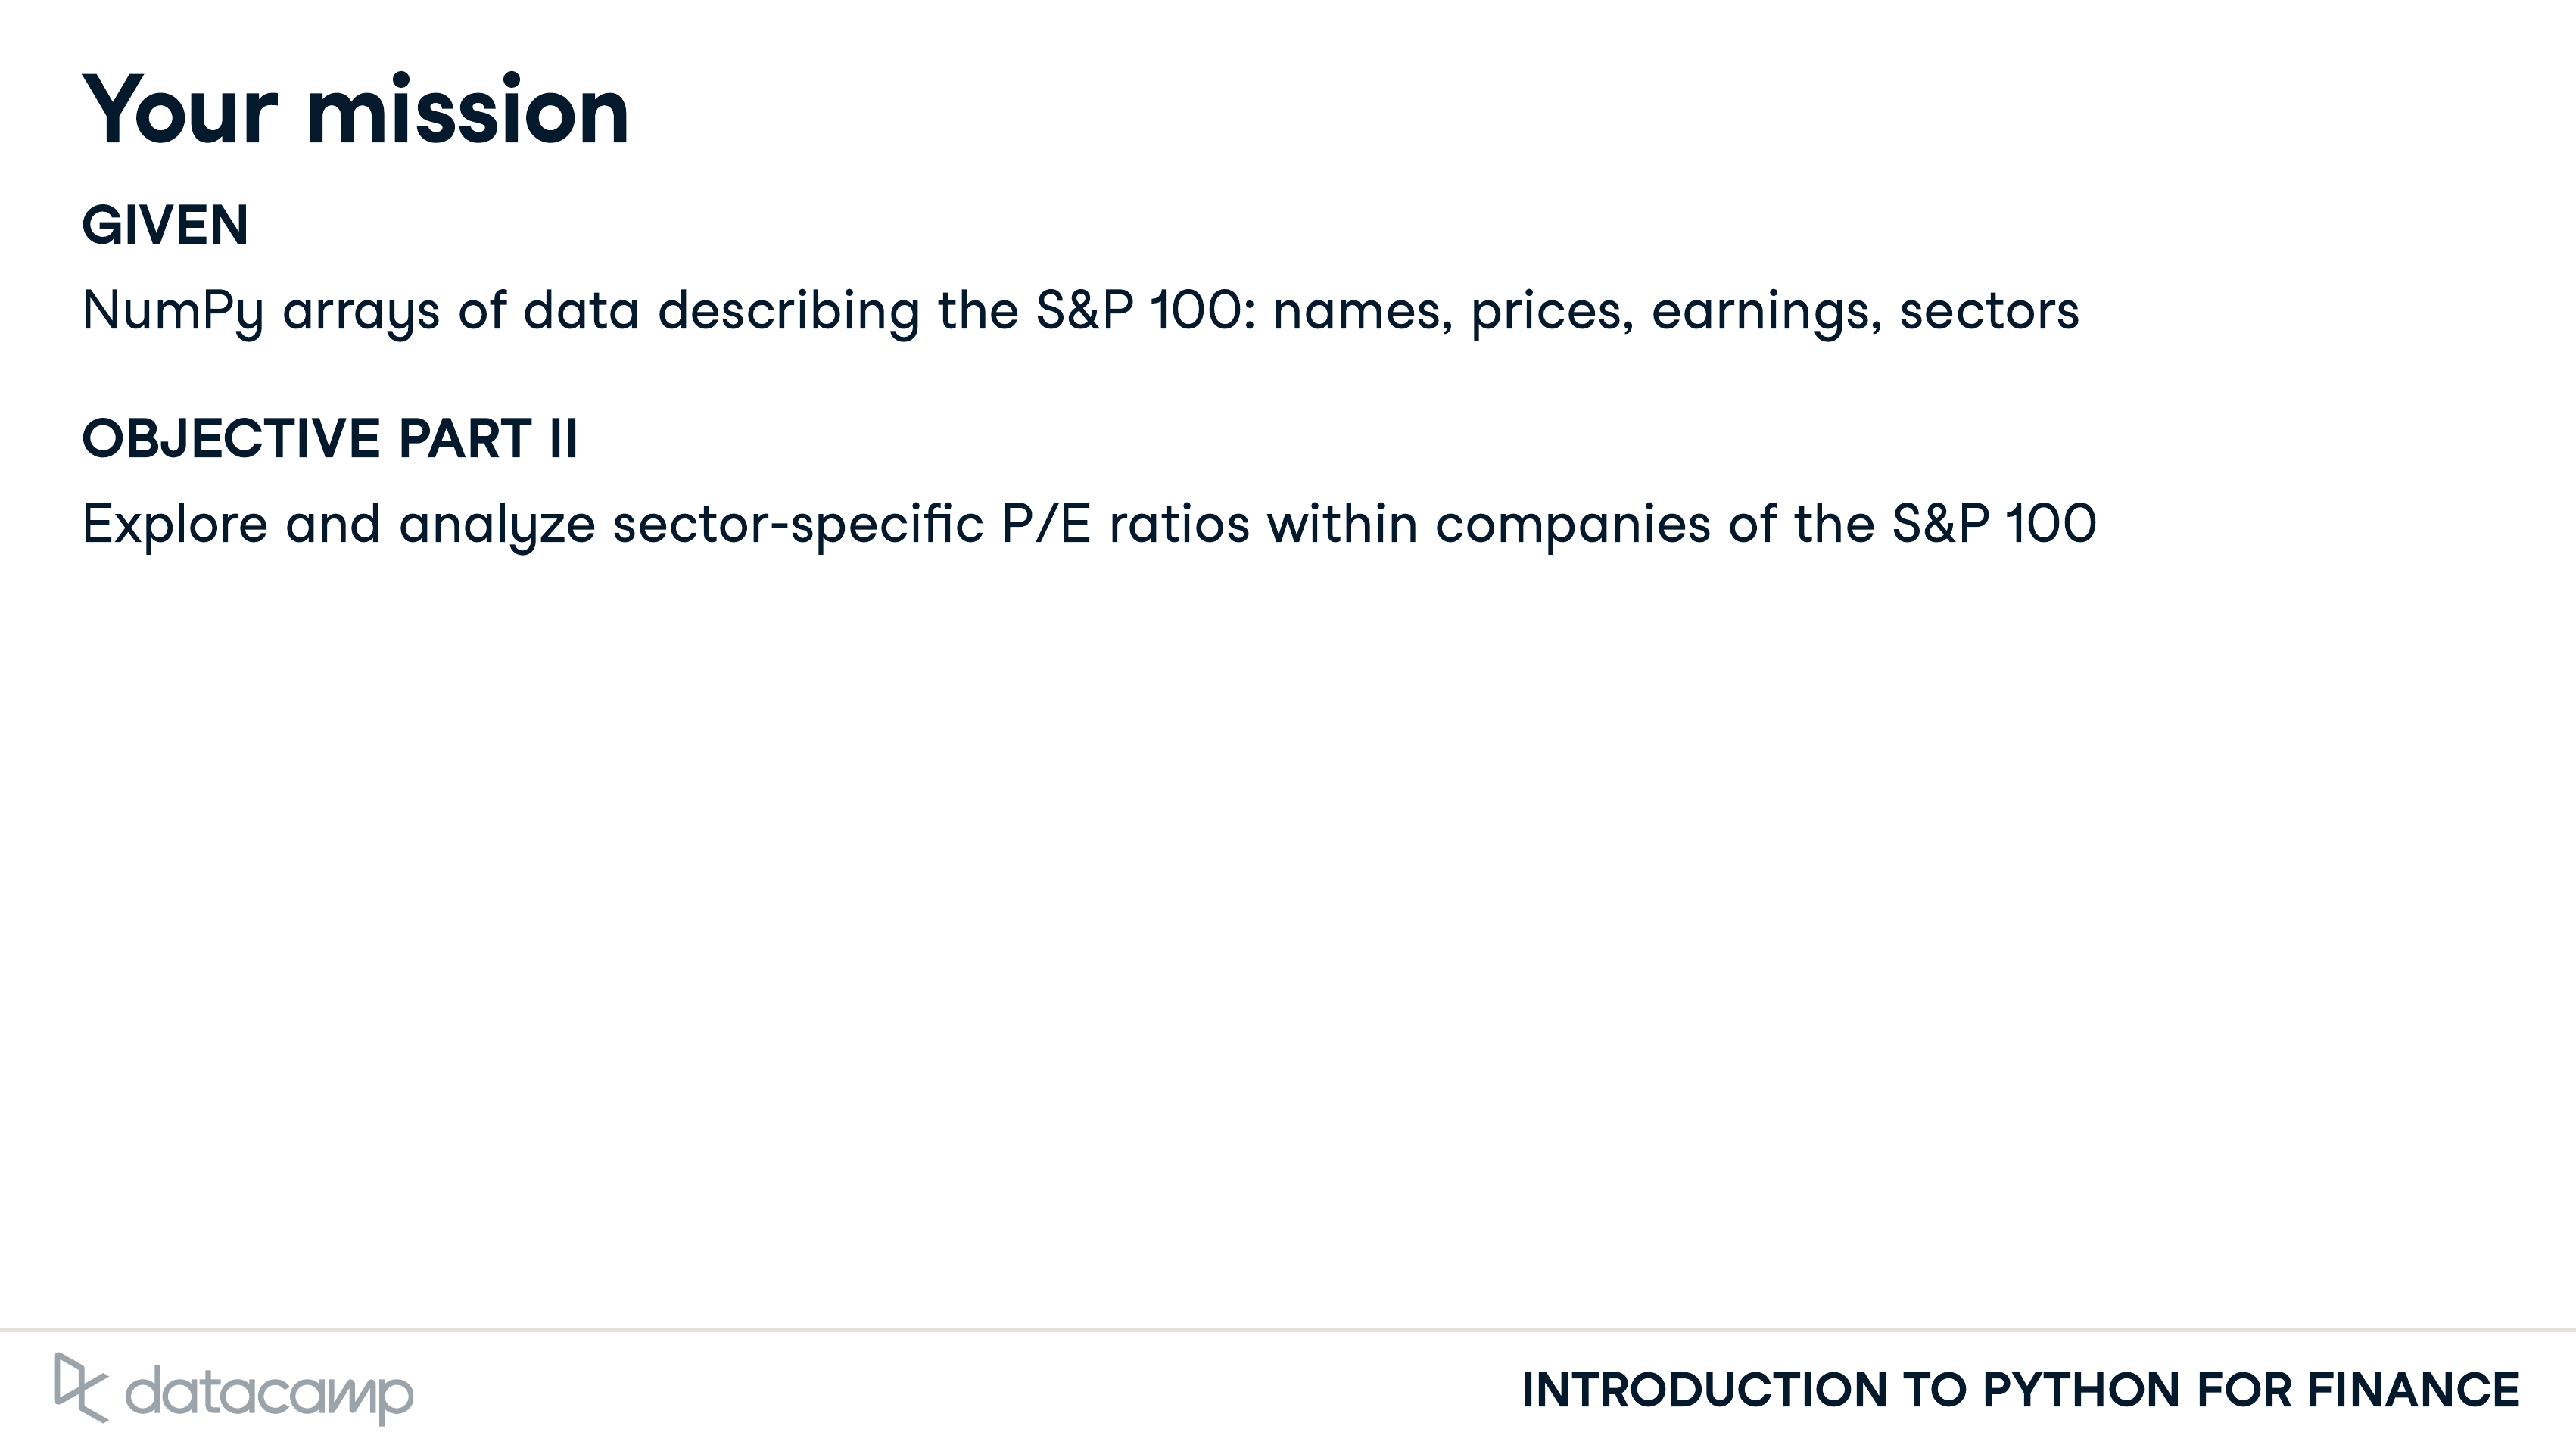 Your mission
GIVEN
NumPy arrays of data describing the S&P 100: names, prices, earnings, sectors
OBJECTIVE PART II
Explore and analyze sector-specific P/E ratios within companies of the S&P 100
datacamp
INTRODUCTION TO PYTHON FOR FINANCE